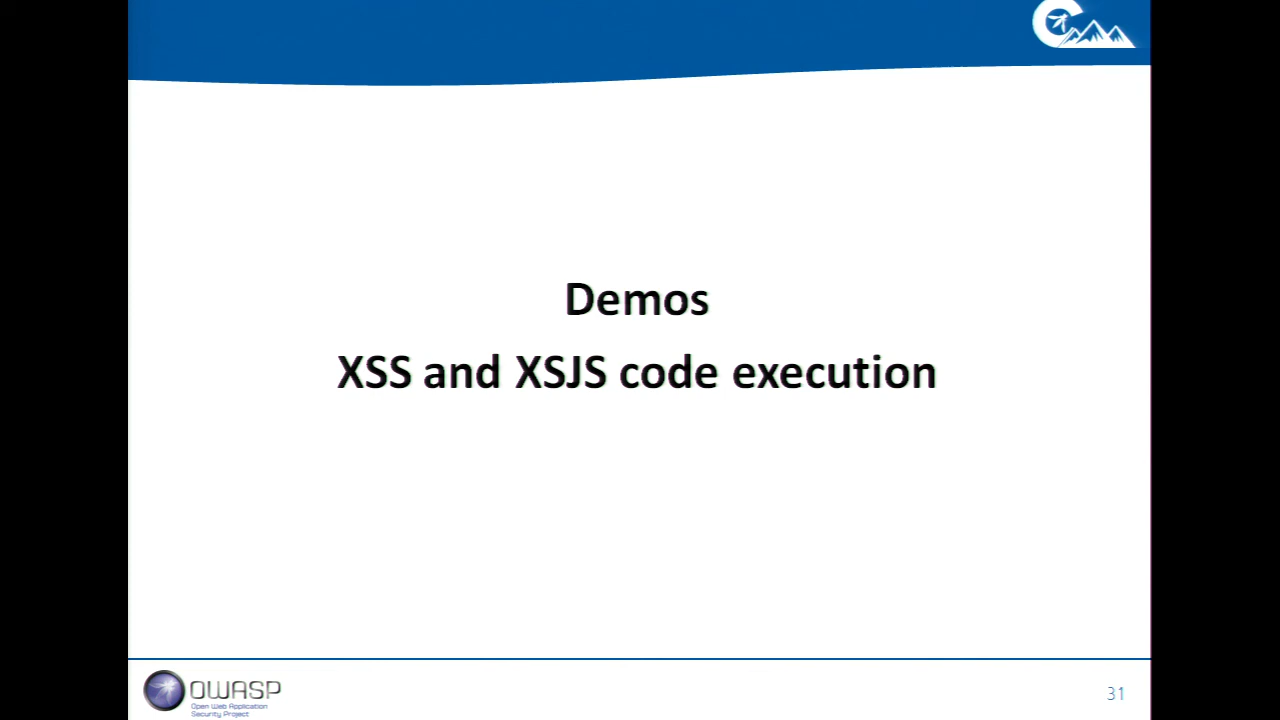 Demos
XSS and XSJS code execution
OWASP
Open Web Application
Security Project
31